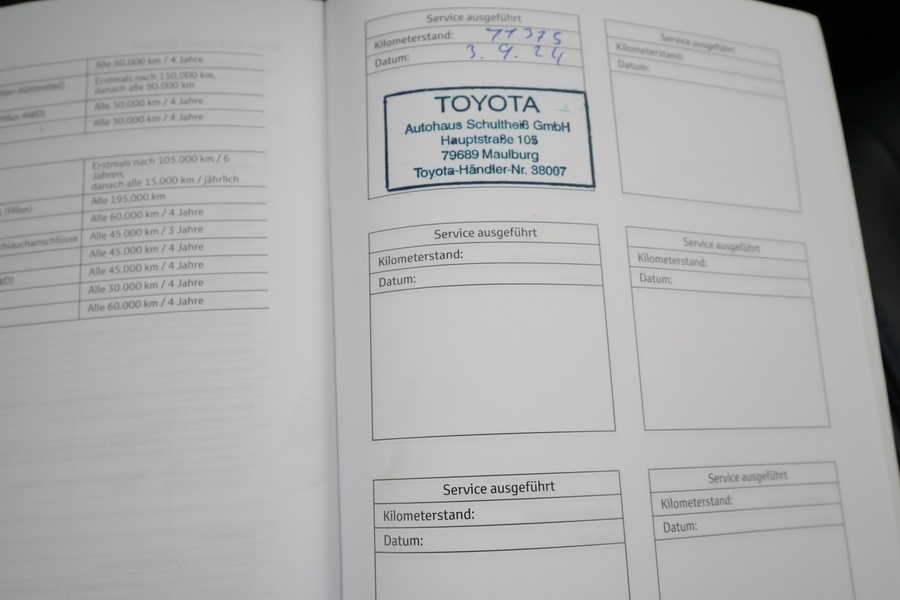 Alle 60.000 km / 4 Jahre
Erstmals nach 150.000 km,
danach alle 90.000 km
Alle 30.000 km / 4 Jahre
Alle 30.000 km / 4 Jahre
Erstmals nach 105.000 km / 6
Jahren,
danach alle 15.000 km / jährlich
(Hilux)
Alle 195.000 km
Alle 60.000 km / 4 Jahre
chlauchanschlüsse
Alle 45 000 km / 3 Jahre
Alle 45.000 km / 4 Jahre
Alle 45.000 km / 4 Jahre
Alle 30.000 km / 4 Jahre
Alle 60.000 km / 4 Jahre
Service ausgeführt
Kilometerstand: 77375
Datum: 3. 9. 24
TOYOTA
Autohaus Schultheiß GmbH
Hauptstraße 105
79689 Maulburg
Toyota-Händler-Nr. 38007
Service ausgeführt
Kilometerstand:
Datum:
Service ausgeführt
Kilometerstand:
Datum:
Service ausgeführt
Kilometerstand:
Datum:
Service ausgeführt
Kilometerstand:
Datum:
Service ausgeführt
Kilometerstand:
Datum: